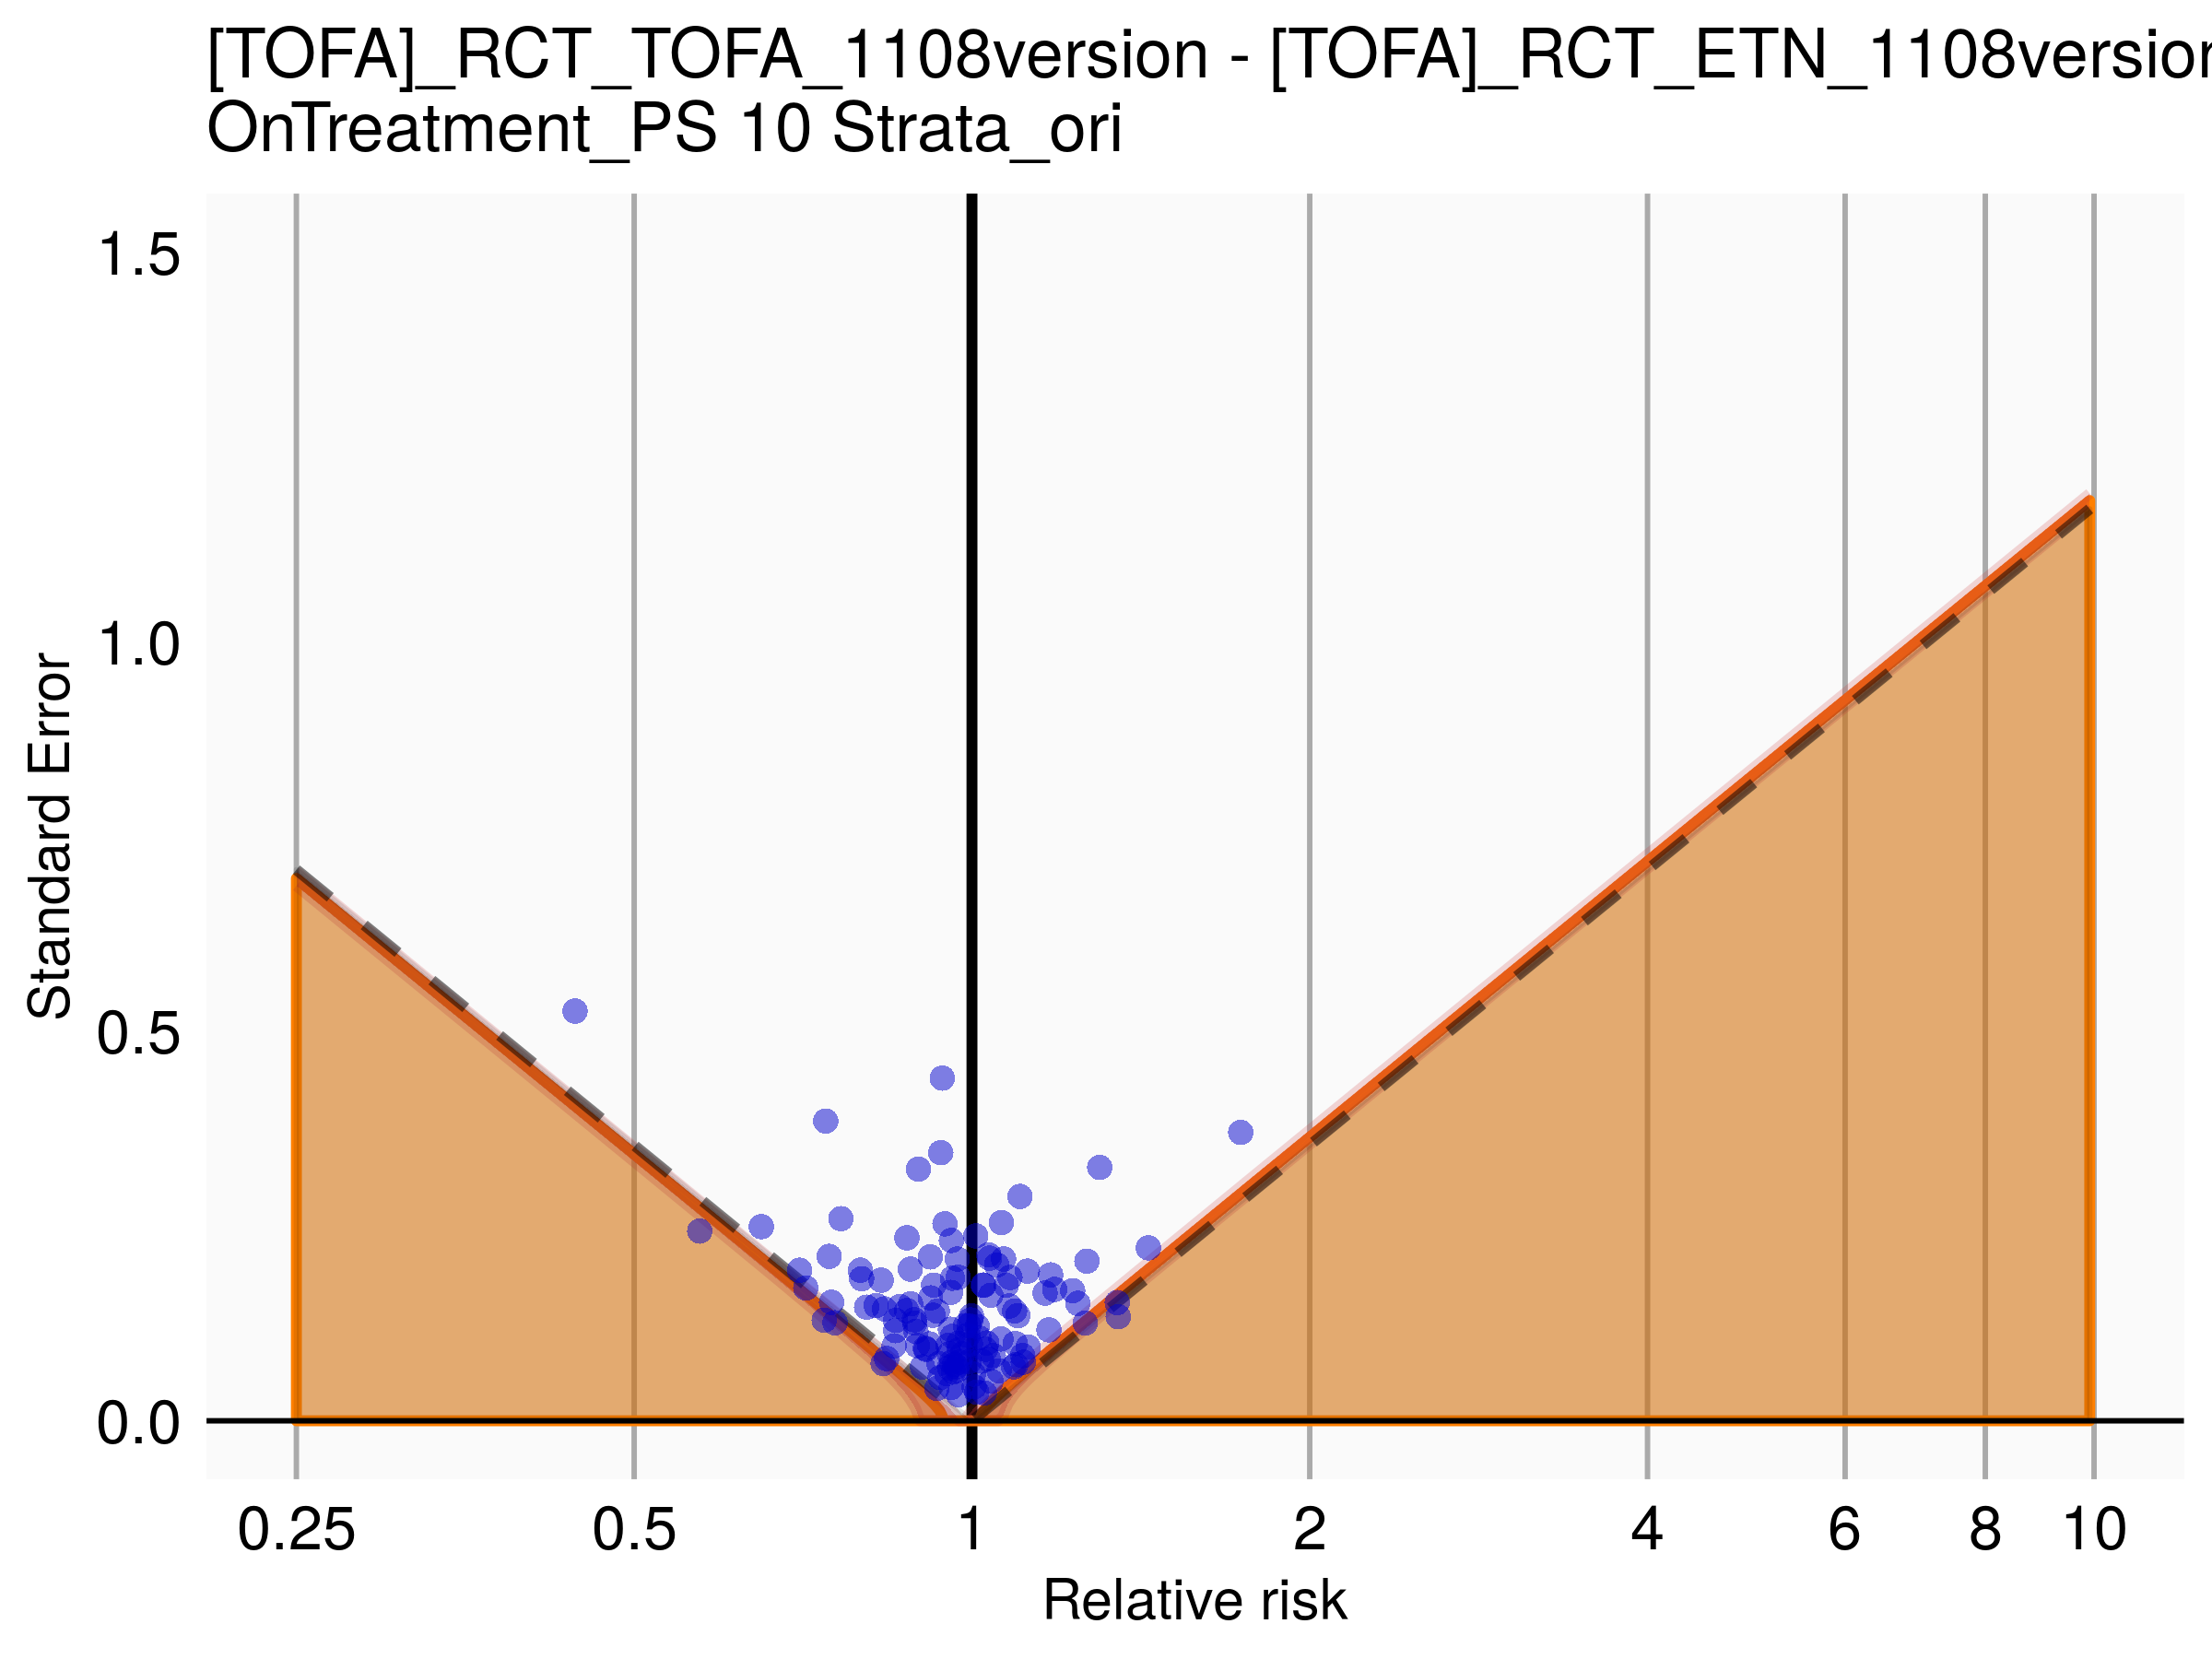 [TOFA]_RCT_TOFA_1108version - [TOFA]_RCT_ETN_1108version
OnTreatment_PS 10 Strata_ori
1.5
1.0
0.5
0.0
Standard Error
0.25 0.5 1 2 4 6 8 10
Relative risk